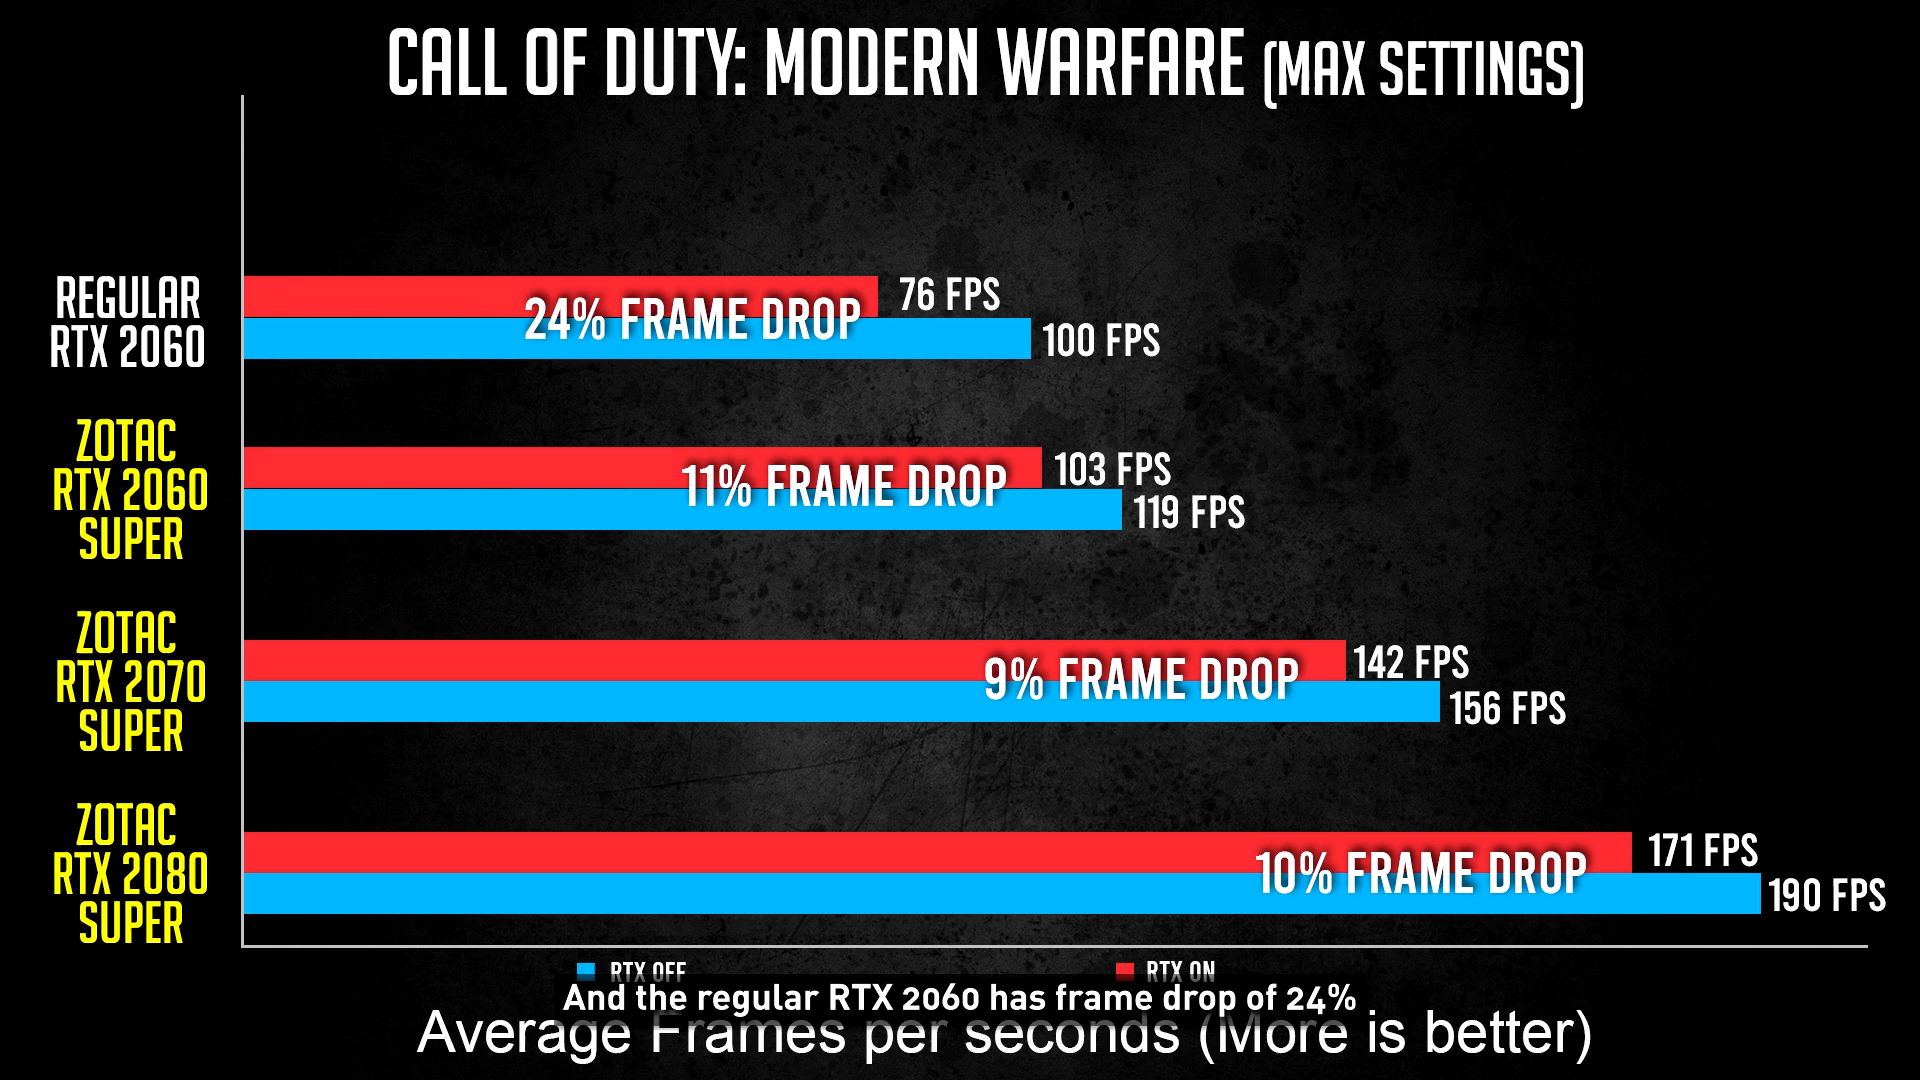 CALL OF DUTY: MODERN WARFARE (MAX SETTINGS)
REGULAR
RTX 2060
24% FRAME DROP
76 FPS
100 FPS
ZOTAC
RTX 2060
SUPER
11% FRAME DROP
103 FPS
119 FPS
ZOTAC
RTX 2070
SUPER
9% FRAME DROP
142 FPS
156 FPS
ZOTAC
RTX 2080
SUPER
10% FRAME DROP
171 FPS
190 FPS
RTX OFF
RTX ON
And the regular RTX 2060 has frame drop of 24%
Average Frames per seconds (More is better)